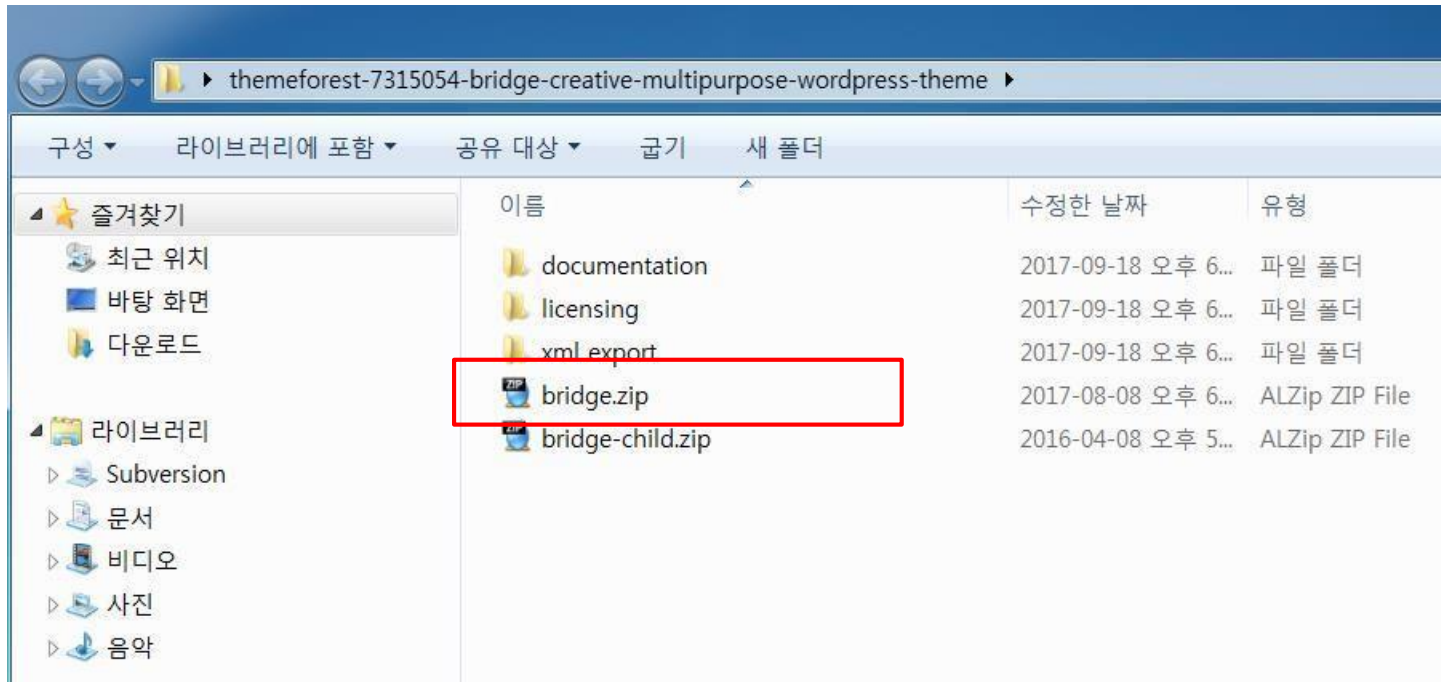 themeforest-7315054-bridge-creative-multipurpose-wordpress-theme
구성 라이브러리에 포함 공유 대상 굽기 새 폴더
즐겨찾기
최근 위치
바탕 화면
다운로드
라이브러리
Subversion
문서
비디오
사진
음악
이름 수정한 날짜 유형
documentation 2017-09-18 오후 6... 파일 폴더
licensing 2017-09-18 오후 6... 파일 폴더
xml export 2017-09-18 오후 6... 파일 폴더
ZIP bridge.zip 2017-08-08 오후 6... ALZip ZIP File
ZIP bridge-child.zip 2016-04-08 오후 5... ALZip ZIP File